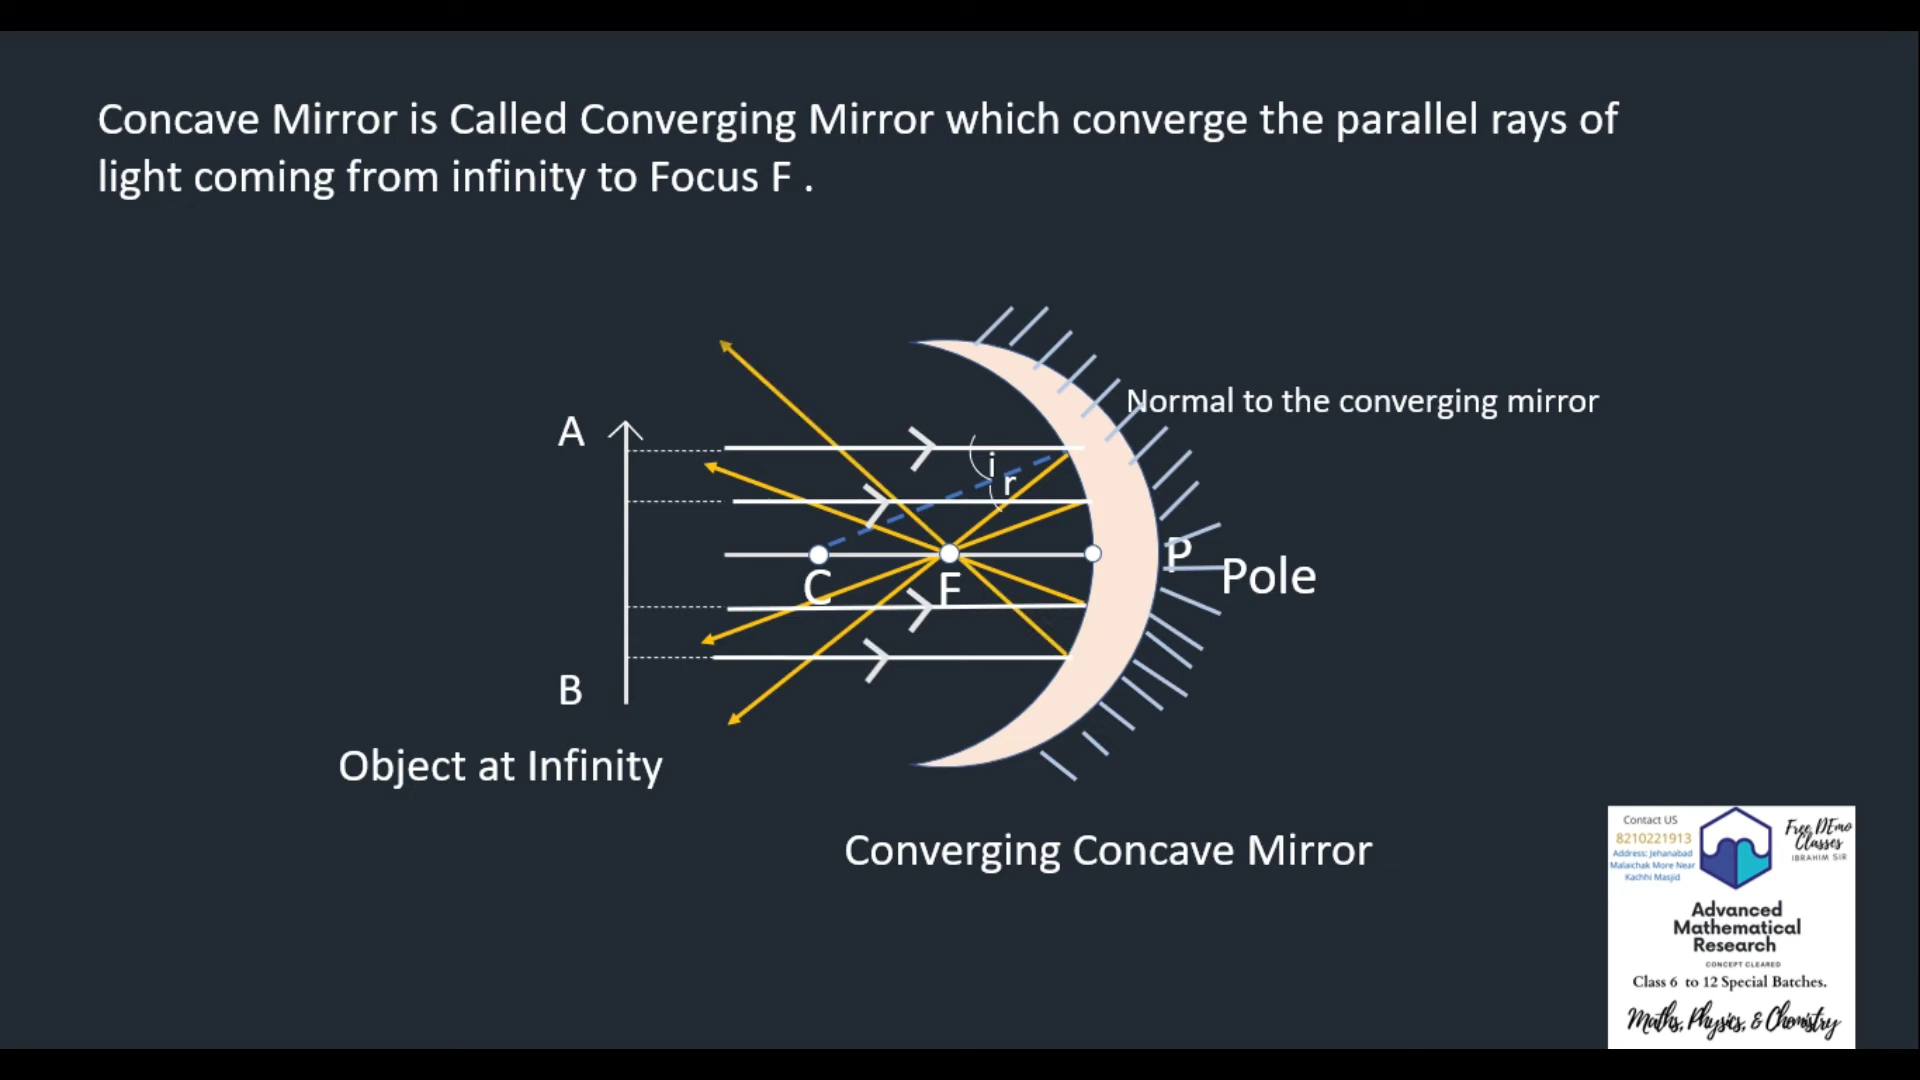 Concave Mirror is Called Converging Mirror which converge the parallel rays of
light coming from infinity to Focus F .
Normal to the converging mirror
A
i
r
P
Pole
C
F
B
Object at Infinity
Converging Concave Mirror
Contact US
8210221913
Address: Jehanabad
Malaichak More Near
Kachhi Masjid
Free DEmo
Classes
IBRAHIM SIR
Advanced
Mathematical
Research
CONCEPT CLEARED
Class 6 to 12 Special Batches.
Maths, Physics, & Chemistry